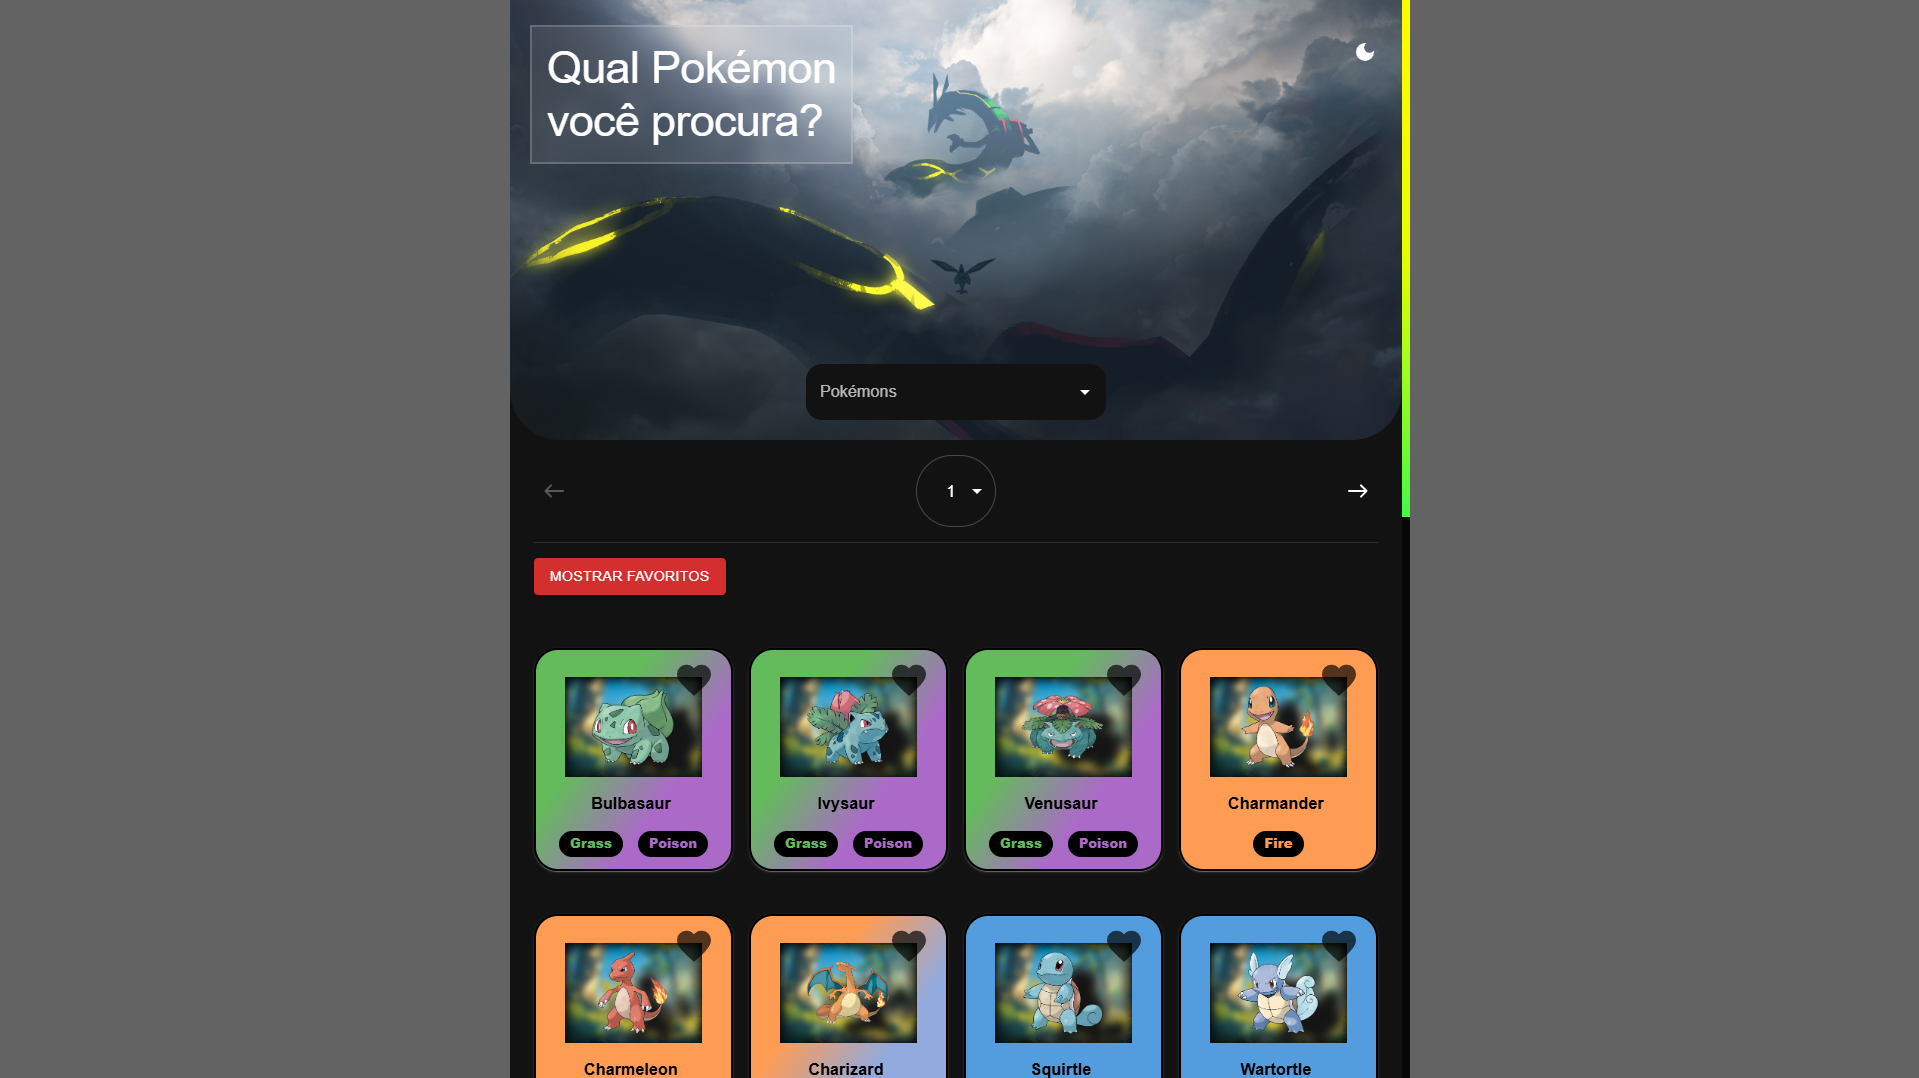 Qual Pokémon
você procura?
Pokémons
1
MOSTRAR FAVORITOS
Bulbasaur
Grass Poison
Ivysaur
Grass Poison
Venusaur
Grass Poison
Charmander
Fire
Charmeleon
Charizard
Squirtle
Wartortle